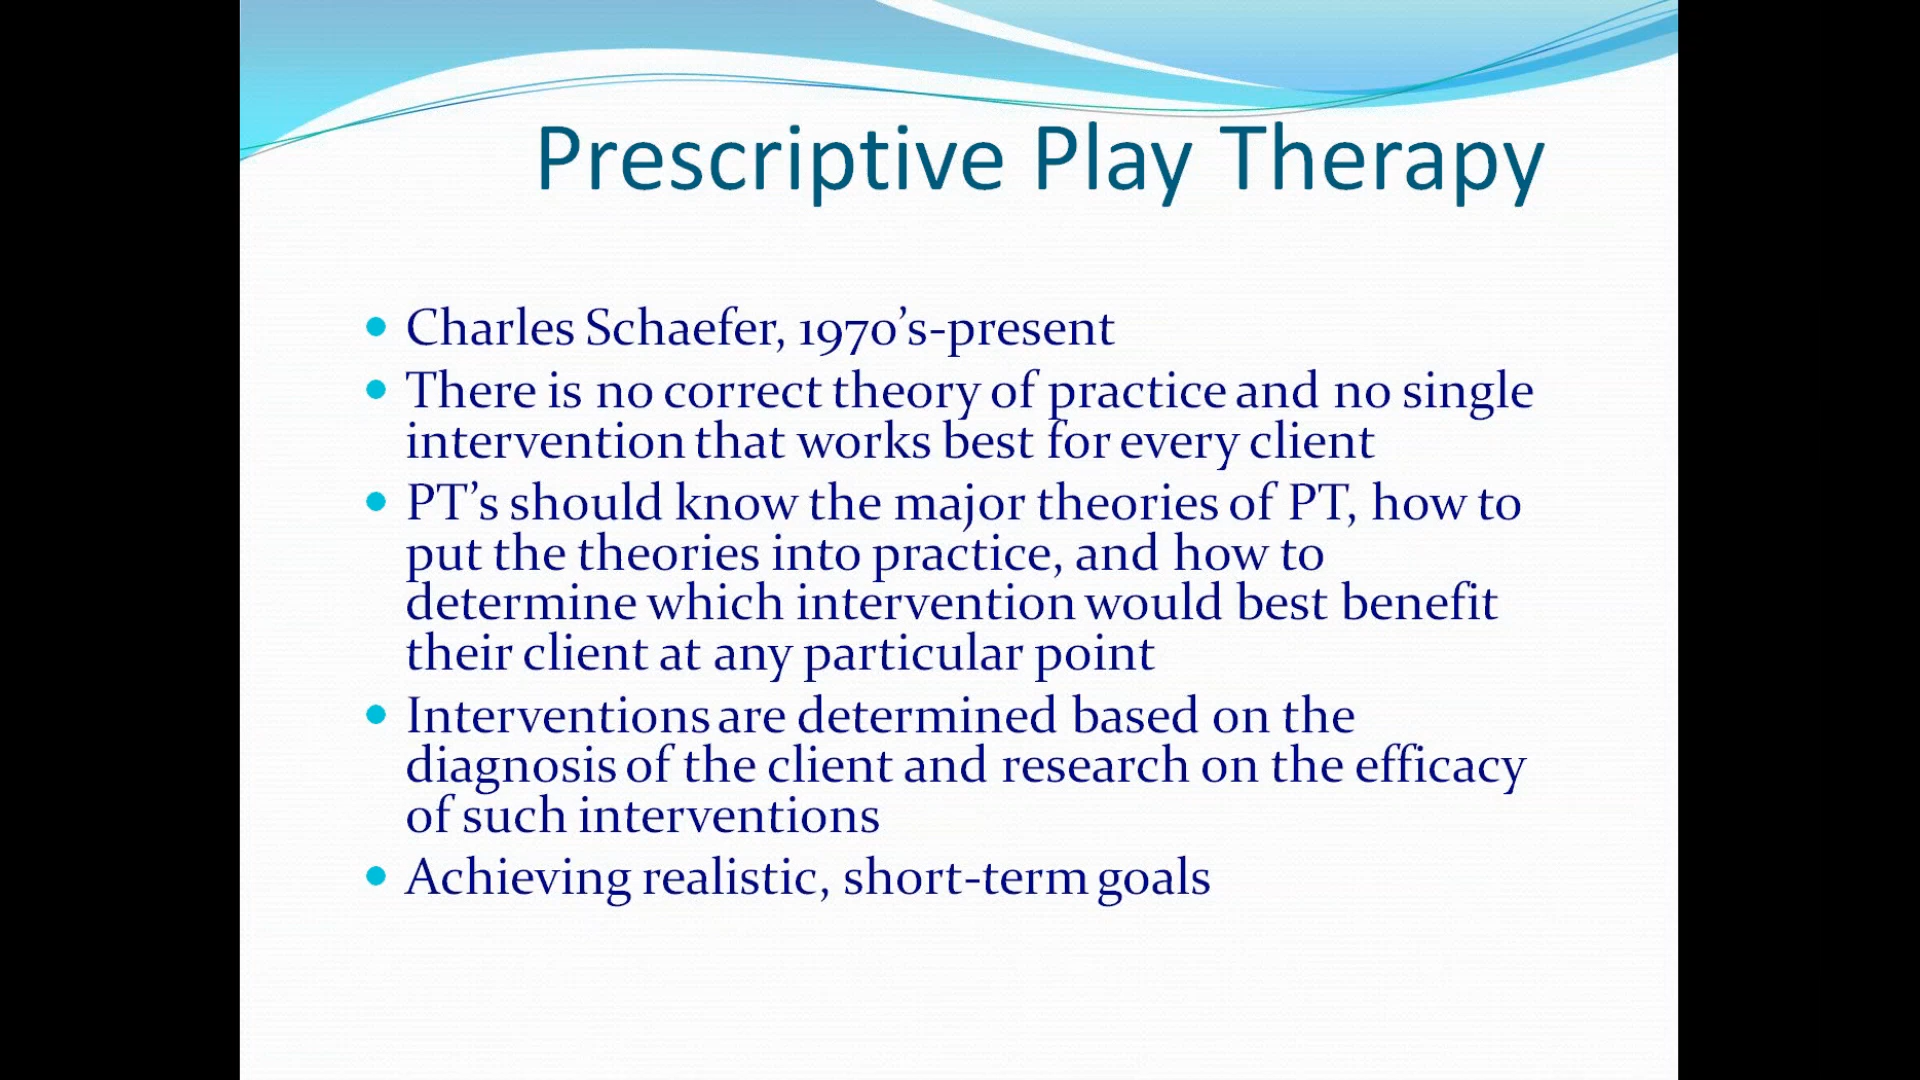 Prescriptive Play Therapy
• Charles Schaefer, 1970’s-present
• There is no correct theory of practice and no single
intervention that works best for every client
• PT’s should know the major theories of PT, how to
put the theories into practice, and how to
determine which intervention would best benefit
their client at any particular point
• Interventions are determined based on the
diagnosis of the client and research on the efficacy
of such interventions
• Achieving realistic, short-term goals